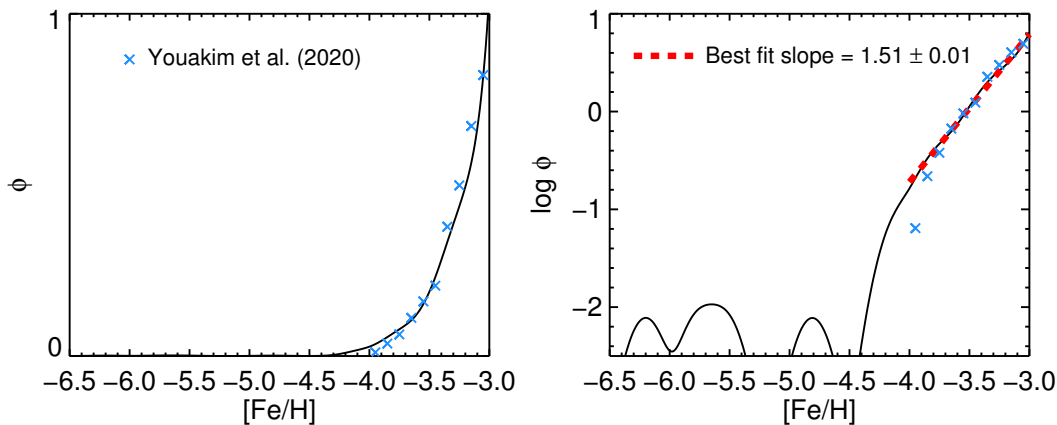 1
× Youakim et al. (2020)
ϕ
0
−6.5 −6.0 −5.5 −5.0 −4.5 −4.0 −3.5 −3.0
[Fe/H]
1
Best fit slope = 1.51 ± 0.01
0
log ϕ
−1
−2
−6.5 −6.0 −5.5 −5.0 −4.5 −4.0 −3.5 −3.0
[Fe/H]